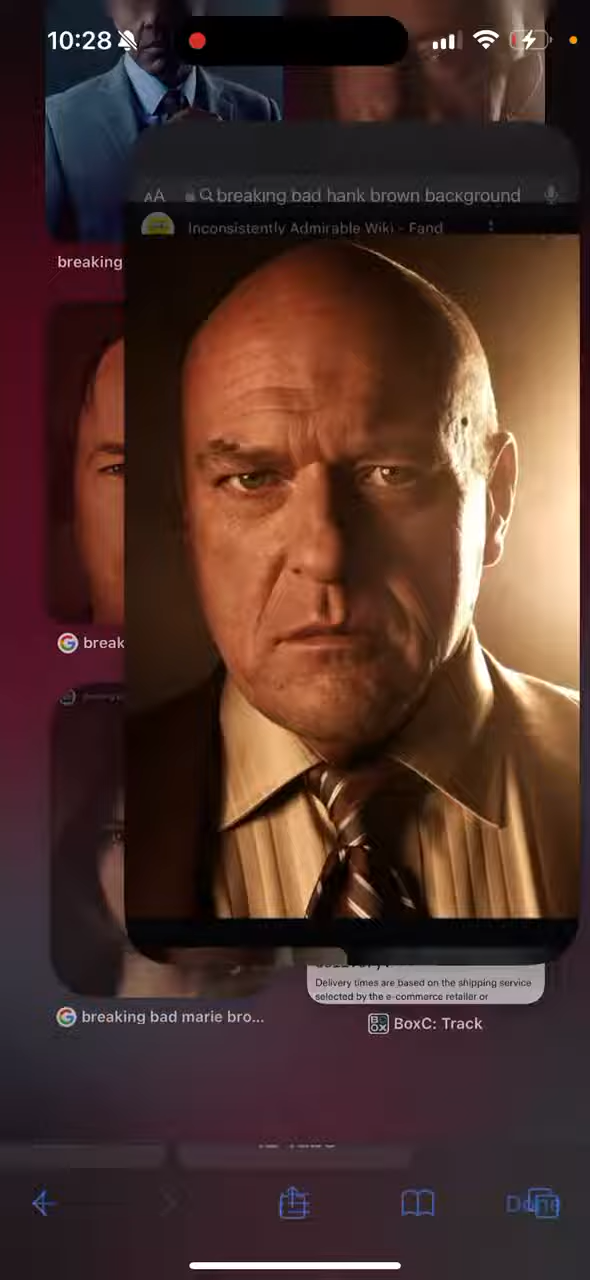 10:28
AA breaking bad hank brown background
Inconsistently Admirable Wiki - Fand
breaking
break
Delivery times are based on the shipping service
selected by the e-commerce retailer or
breaking bad marie bro...
BoxC: Track
Done